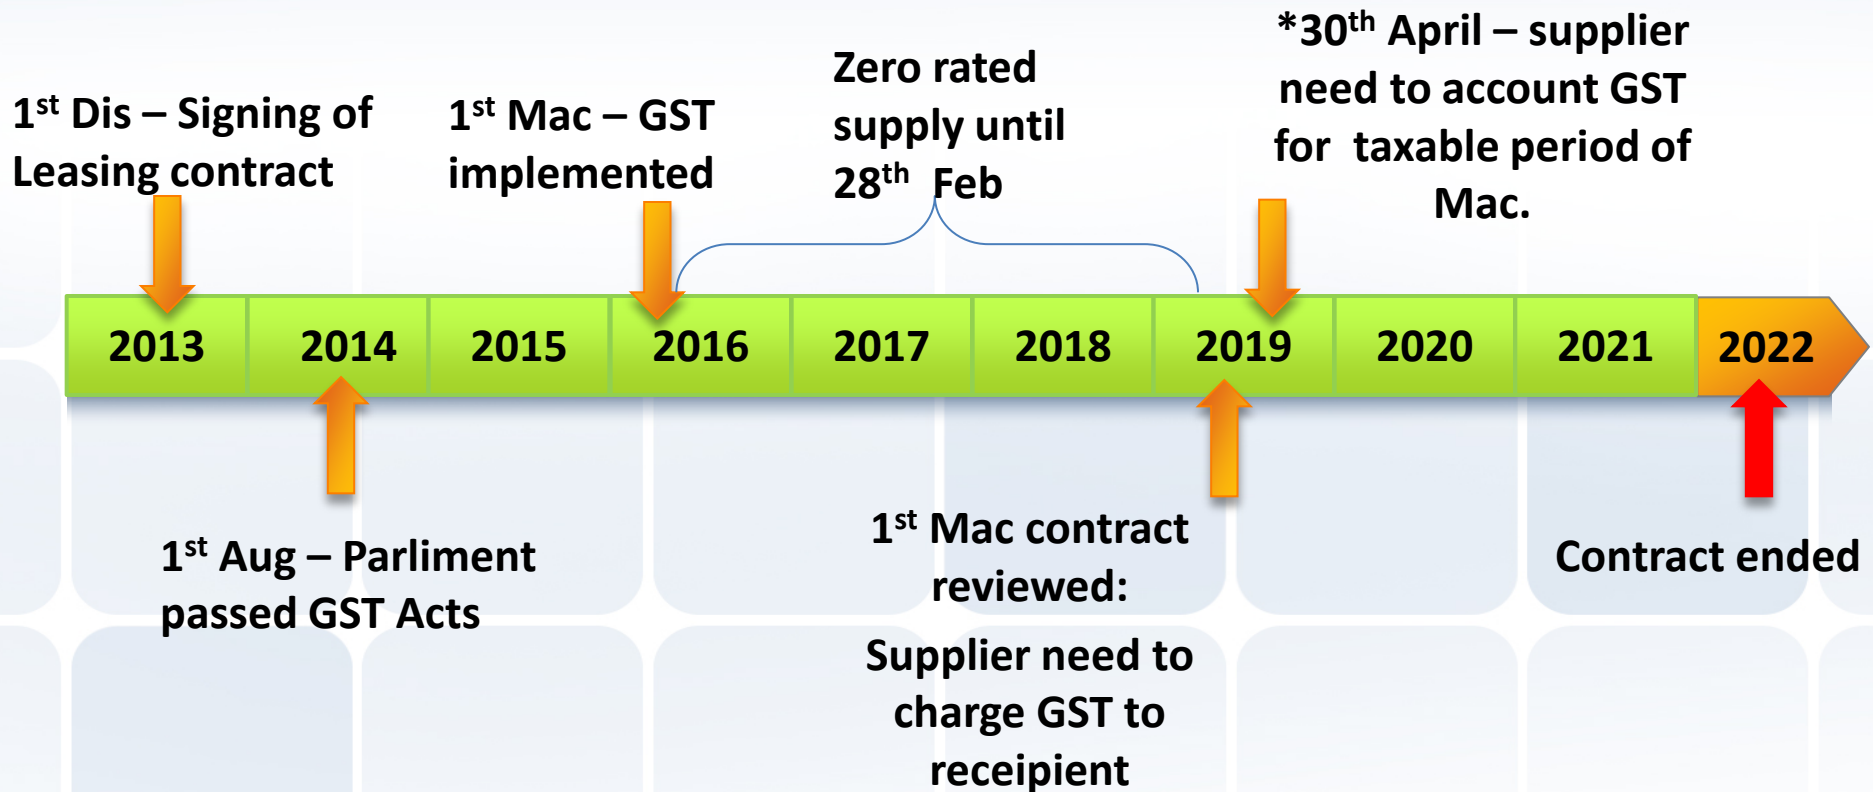 1st Dis – Signing of
Leasing contract
1st Mac – GST
implemented
Zero rated
supply until
28th Feb
*30th April – supplier
need to account GST
for taxable period of
Mac.
2013 2014 2015 2016 2017 2018 2019 2020 2021 2022
1st Aug – Parliment
passed GST Acts
1st Mac contract
reviewed:
Supplier need to
charge GST to
receipient
Contract ended